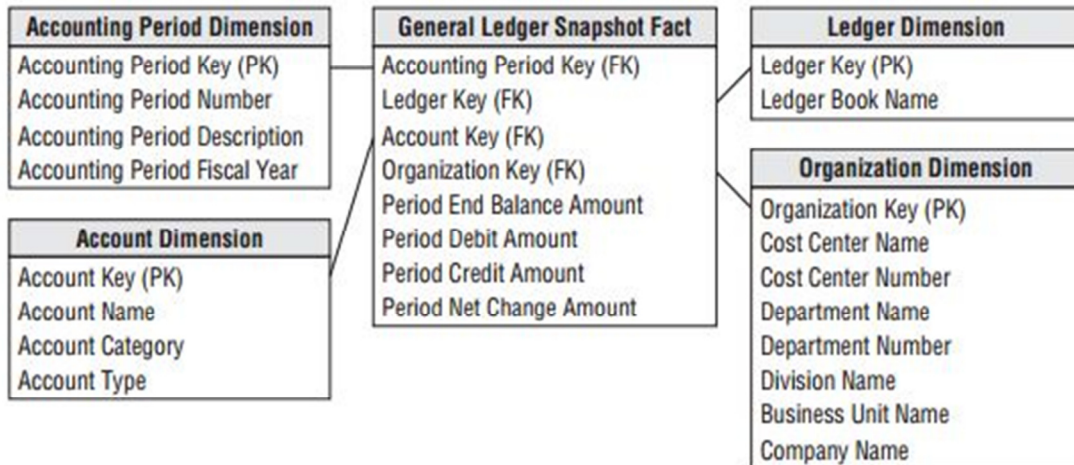 Accounting Period Dimension
Accounting Period Key (PK)
Accounting Period Number
Accounting Period Description
Accounting Period Fiscal Year
Account Dimension
Account Key (PK)
Account Name
Account Category
Account Type
General Ledger Snapshot Fact
Accounting Period Key (FK)
Ledger Key (FK)
Account Key (FK)
Organization Key (FK)
Period End Balance Amount
Period Debit Amount
Period Credit Amount
Period Net Change Amount
Ledger Dimension
Ledger Key (PK)
Ledger Book Name
Organization Dimension
Organization Key (PK)
Cost Center Name
Cost Center Number
Department Name
Department Number
Division Name
Business Unit Name
Company Name